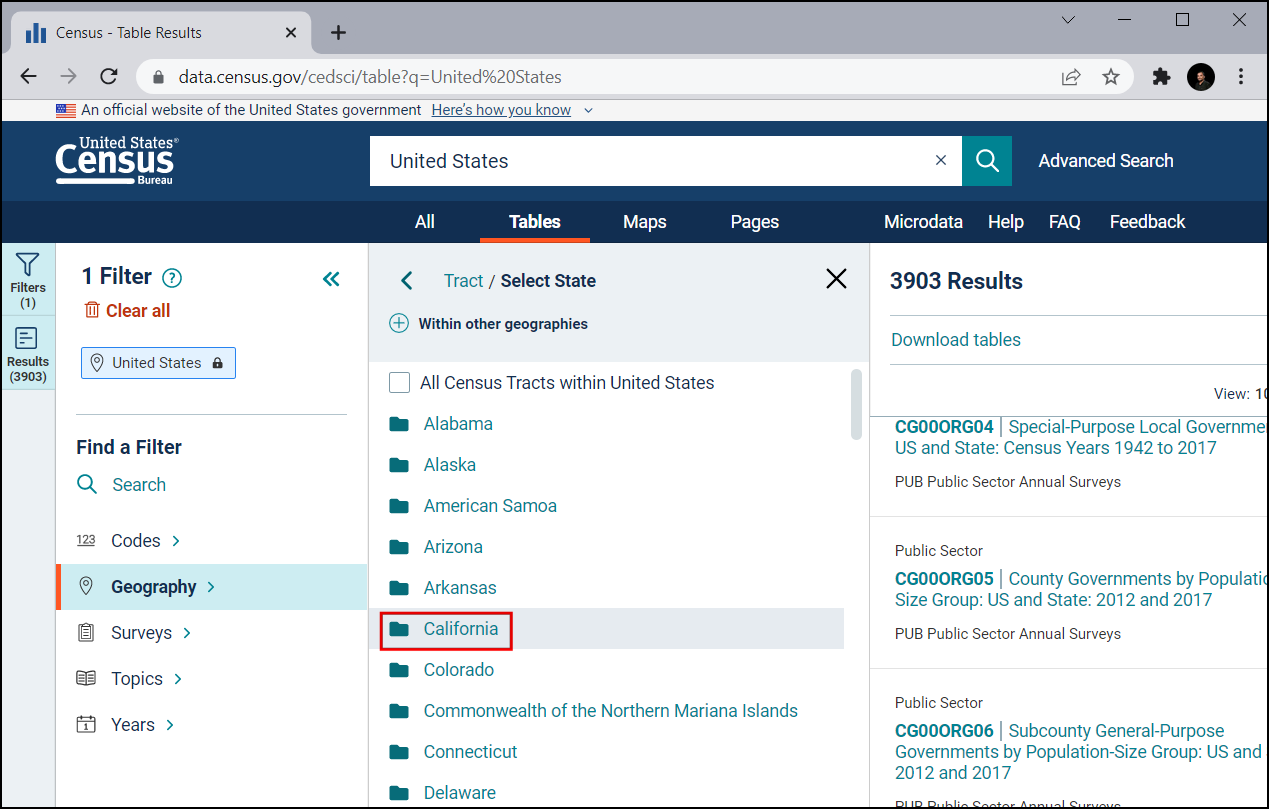 Census - Table Results
data.census.gov/cedsci/table?q=United%20States
An official website of the United States government Here's how you know
United States®
Census
Bureau
United States
Advanced Search
All Tables Maps Pages Microdata Help FAQ Feedback
Filters
(1)
Results
(3903)
1 Filter ?
Clear all
United States
Find a Filter
Search
123 Codes
Geography
Surveys
Topics
1 Years
Tract / Select State
Within other geographies
All Census Tracts within United States
Alabama
Alaska
American Samoa
Arizona
Arkansas
California
Colorado
Commonwealth of the Northern Mariana Islands
Connecticut
Delaware
3903 Results
Download tables
View: 10
CG00ORG04 | Special-Purpose Local Governme
US and State: Census Years 1942 to 2017
PUB Public Sector Annual Surveys
Public Sector
CG00ORG05 | County Governments by Populatio
Size Group: US and State: 2012 and 2017
PUB Public Sector Annual Surveys
Public Sector
CG00ORG06 | Subcounty General-Purpose
Governments by Population-Size Group: US and
2012 and 2017
PUB Public Sector Annual Surveys